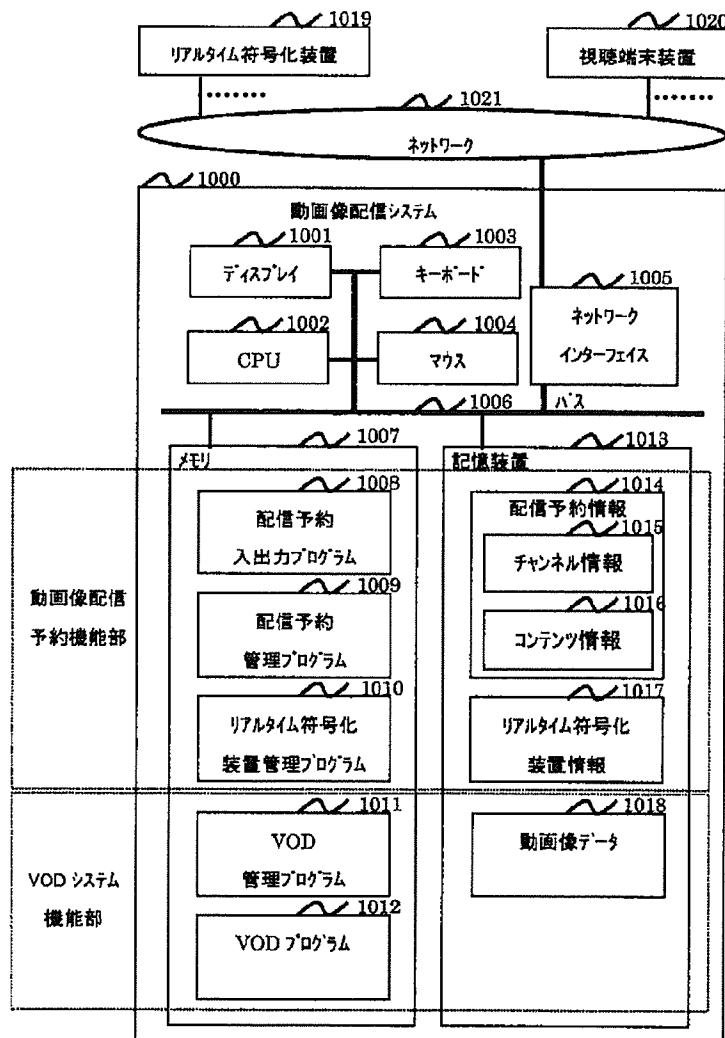 1019
リアルタイム符号化装置
1020
視聴端末装置
1021
ネットワーク
1000
動画像配信システム
1001
ディスプレイ
1003
キーボード
1002
CPU
1004
マウス
1005
ネットワーク
インターフェイス
1006
バス
1007
メモリ
1013
記憶装置
動画像配信
予約機能部
1008
配信予約
入出力プログラム
1009
配信予約
管理プログラム
1010
リアルタイム符号化
装置管理プログラム
1014
配信予約情報
1015
チャンネル情報
1016
コンテンツ情報
1017
リアルタイム符号化
装置情報
VOD システム
機能部
1011
VOD
管理プログラム
1012
VOD プログラム
1018
動画像データ